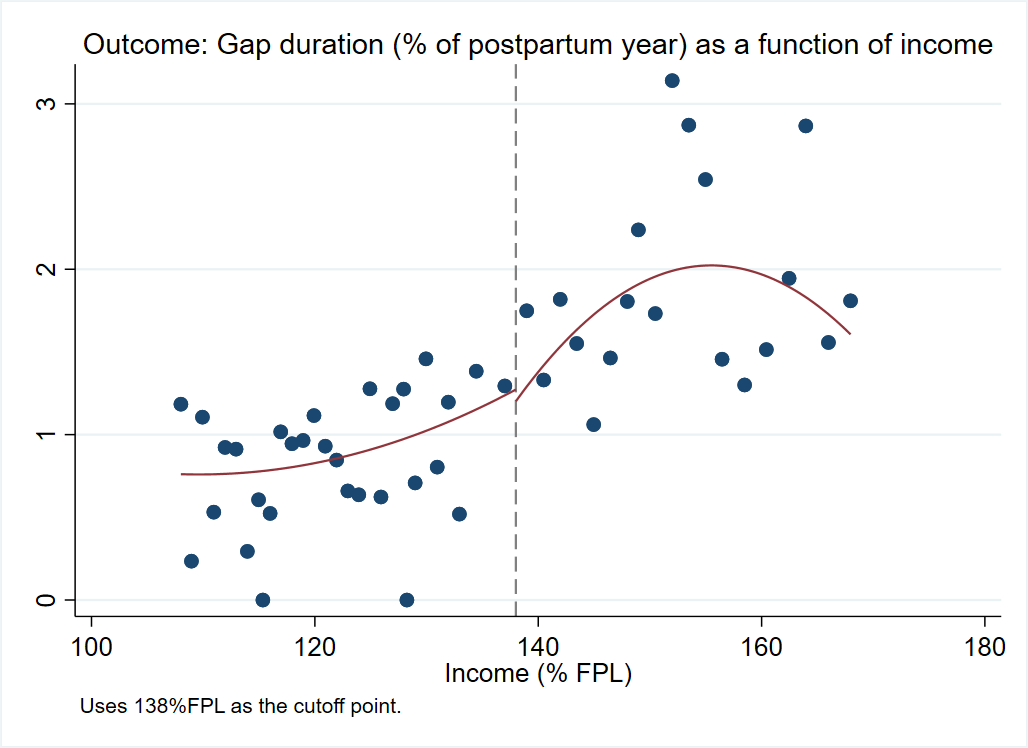 Outcome: Gap duration (% of postpartum year) as a function of income
3
2
1
0
100 120 140 160 180
Income (% FPL)
Uses 138%FPL as the cutoff point.